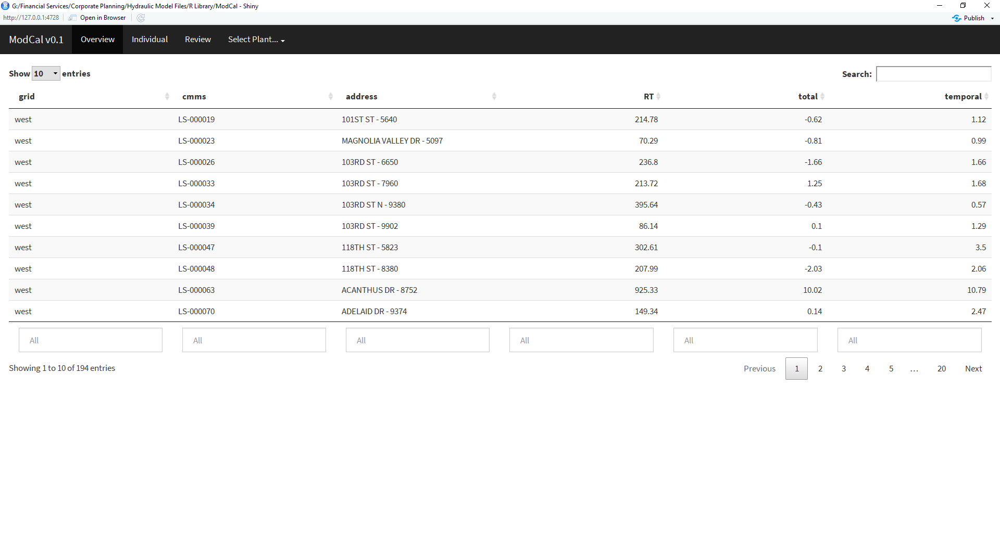 G:/Financial Services/Corporate Planning/Hydraulic Model Files/R Library/ModCal - Shiny
http://127.0.0.1:4728 Open in Browser Publish
ModCal v0.1 Overview Individual Review Select Plant...
Show 10 entries Search:
grid cmms address RT total temporal
west LS-000019 101ST ST - 5640 214.78 -0.62 1.12
west LS-000023 MAGNOLIA VALLEY DR - 5097 70.29 -0.81 0.99
west LS-000026 103RD ST - 6650 236.8 -1.66 1.66
west LS-000033 103RD ST - 7960 213.72 1.25 1.68
west LS-000034 103RD ST N - 9380 395.64 -0.43 0.57
west LS-000039 103RD ST - 9902 86.14 0.1 1.29
west LS-000047 118TH ST - 5823 302.61 -0.1 3.5
west LS-000048 118TH ST - 8380 207.99 -2.03 2.06
west LS-000063 ACANTHUS DR - 8752 925.33 10.02 10.79
west LS-000070 ADELAID DR - 9374 149.34 0.14 2.47
All All All All All All
Showing 1 to 10 of 194 entries Previous 1 2 3 4 5 … 20 Next